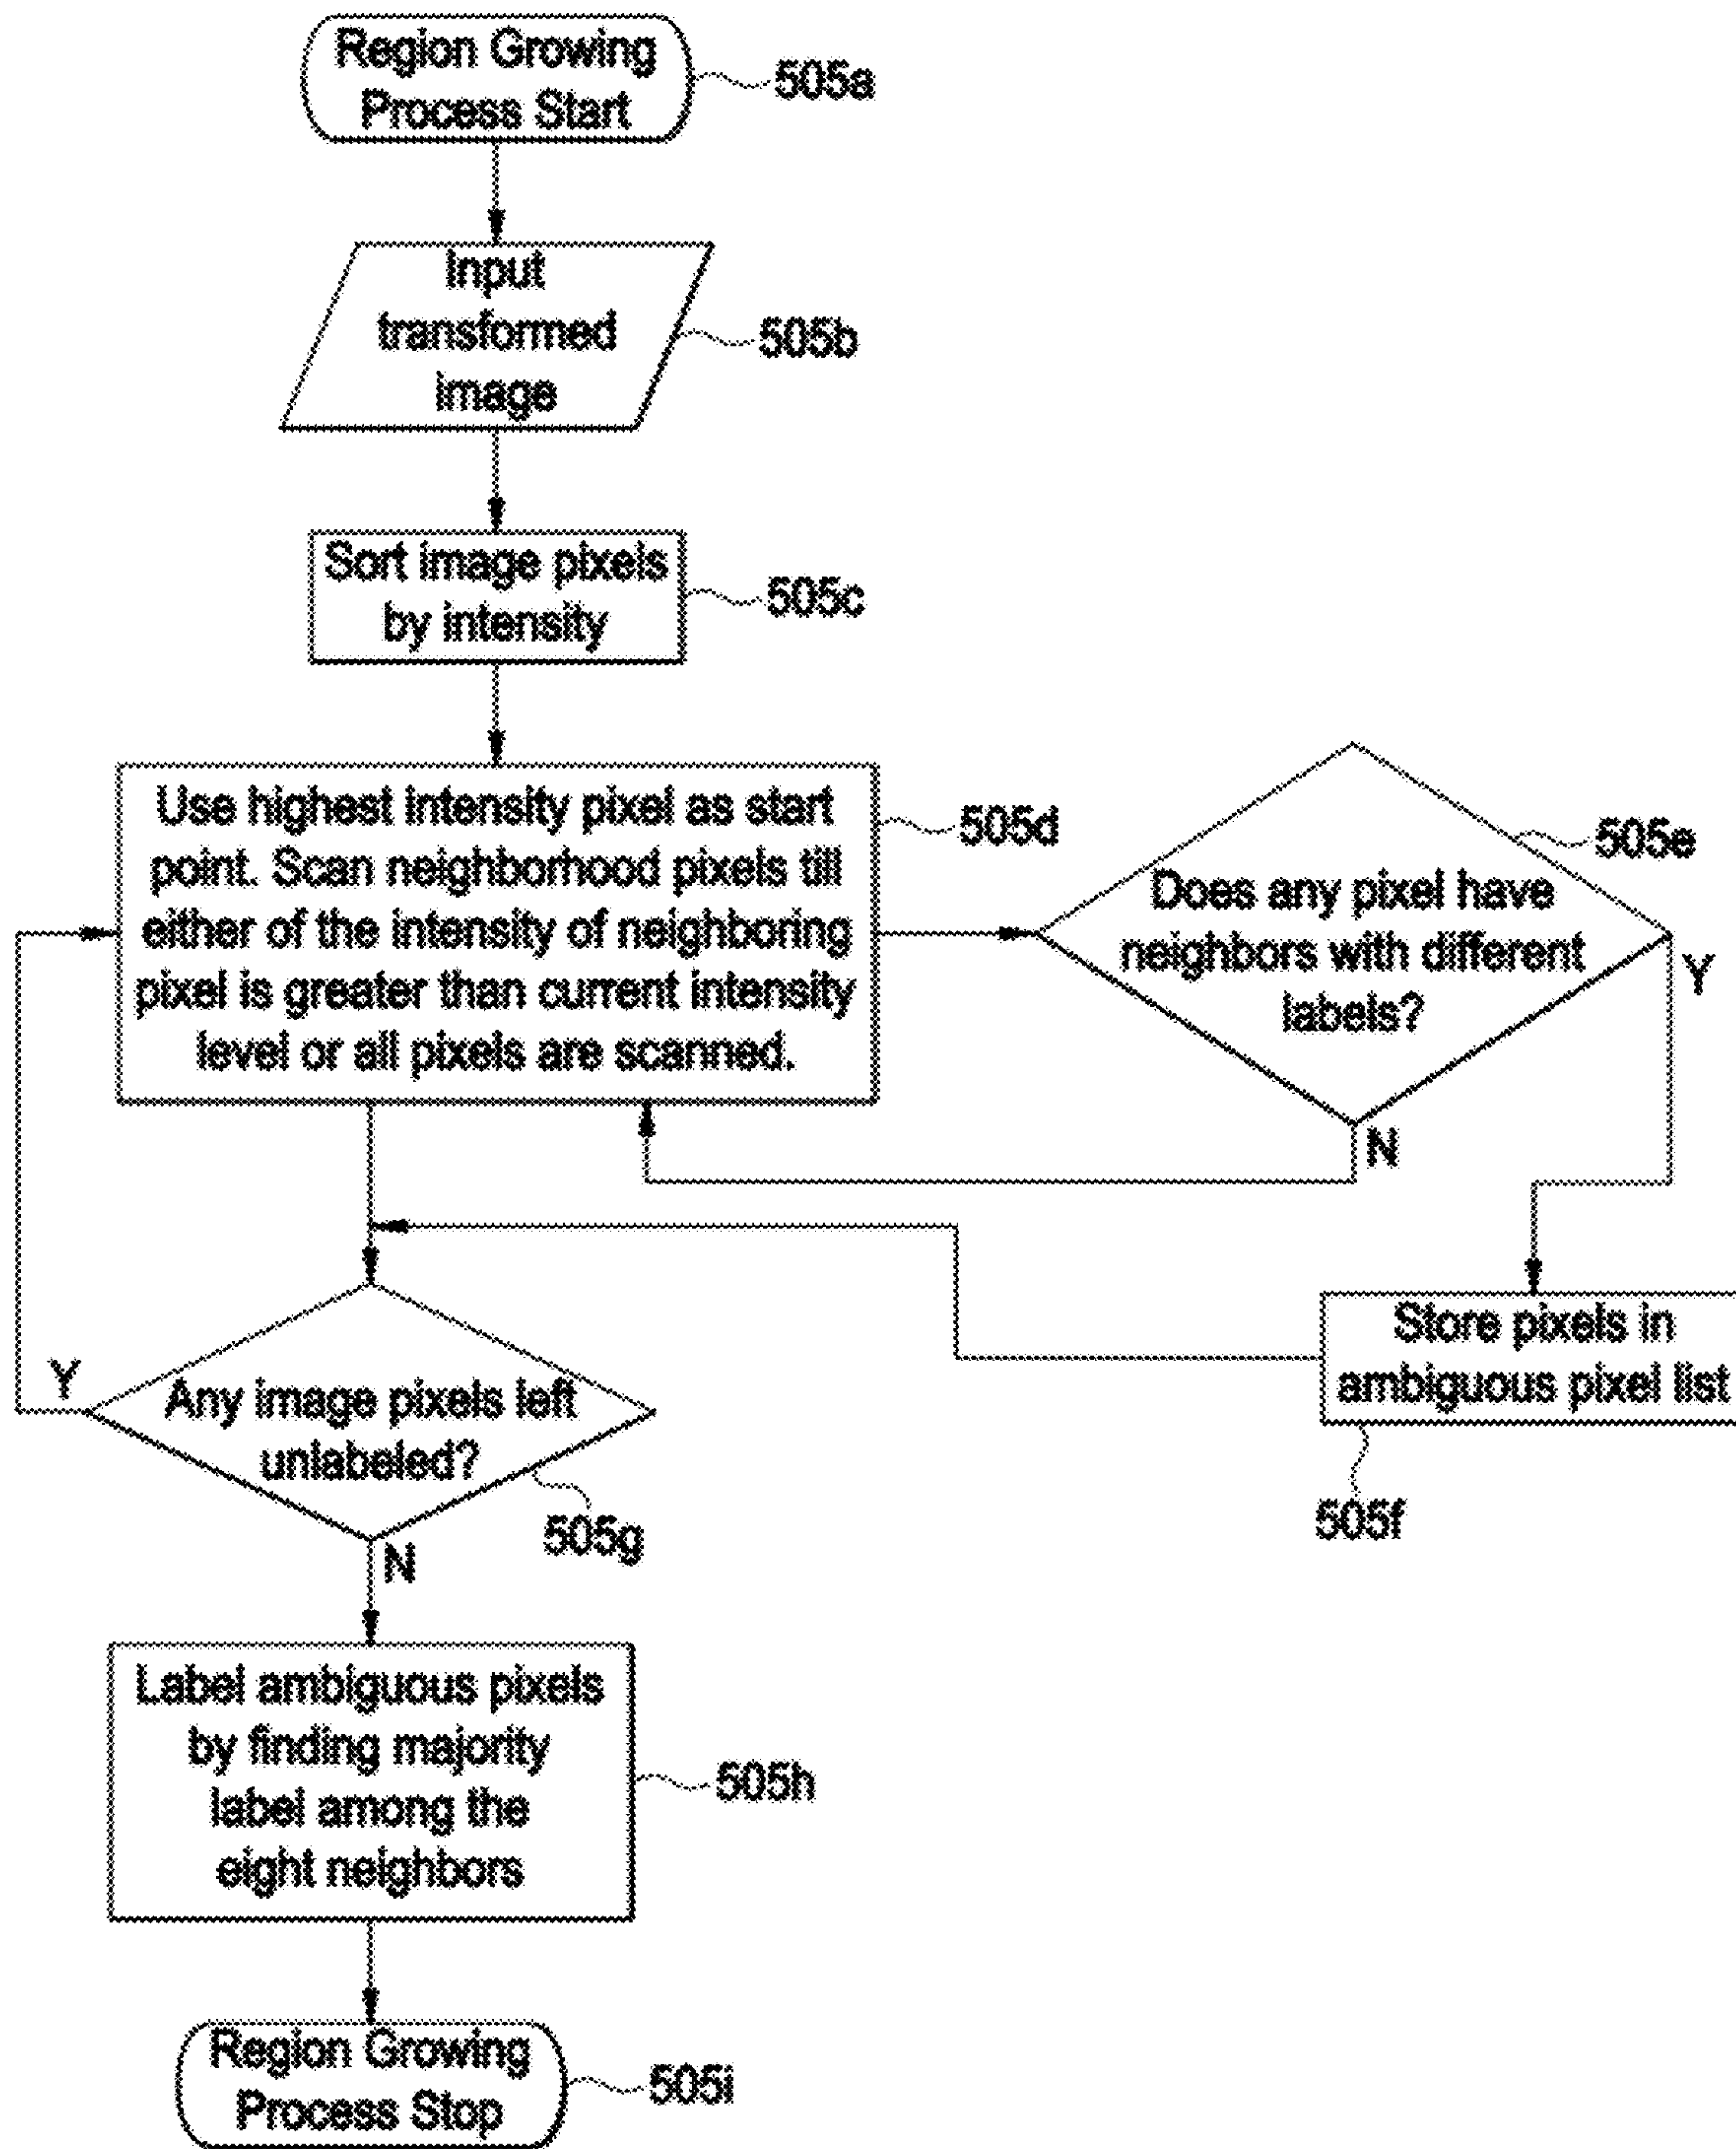 Region Growing
Process Start
505a
Input
transformed
image
505b
Sort image pixels
by intensity
505c
Use highest intensity pixel as start
point. Scan neighborhood pixels till
either of the intensity of neighboring
pixel is greater than current intensity
level or all pixels are scanned.
505d
Does any pixel have
neighbors with different
labels?
505e
Y
N
Store pixels in
ambiguous pixel list
505f
Any image pixels left
unlabeled?
505g
Y
N
Label ambiguous pixels
by finding majority
label among the
eight neighbors
505h
Region Growing
Process Stop
505i